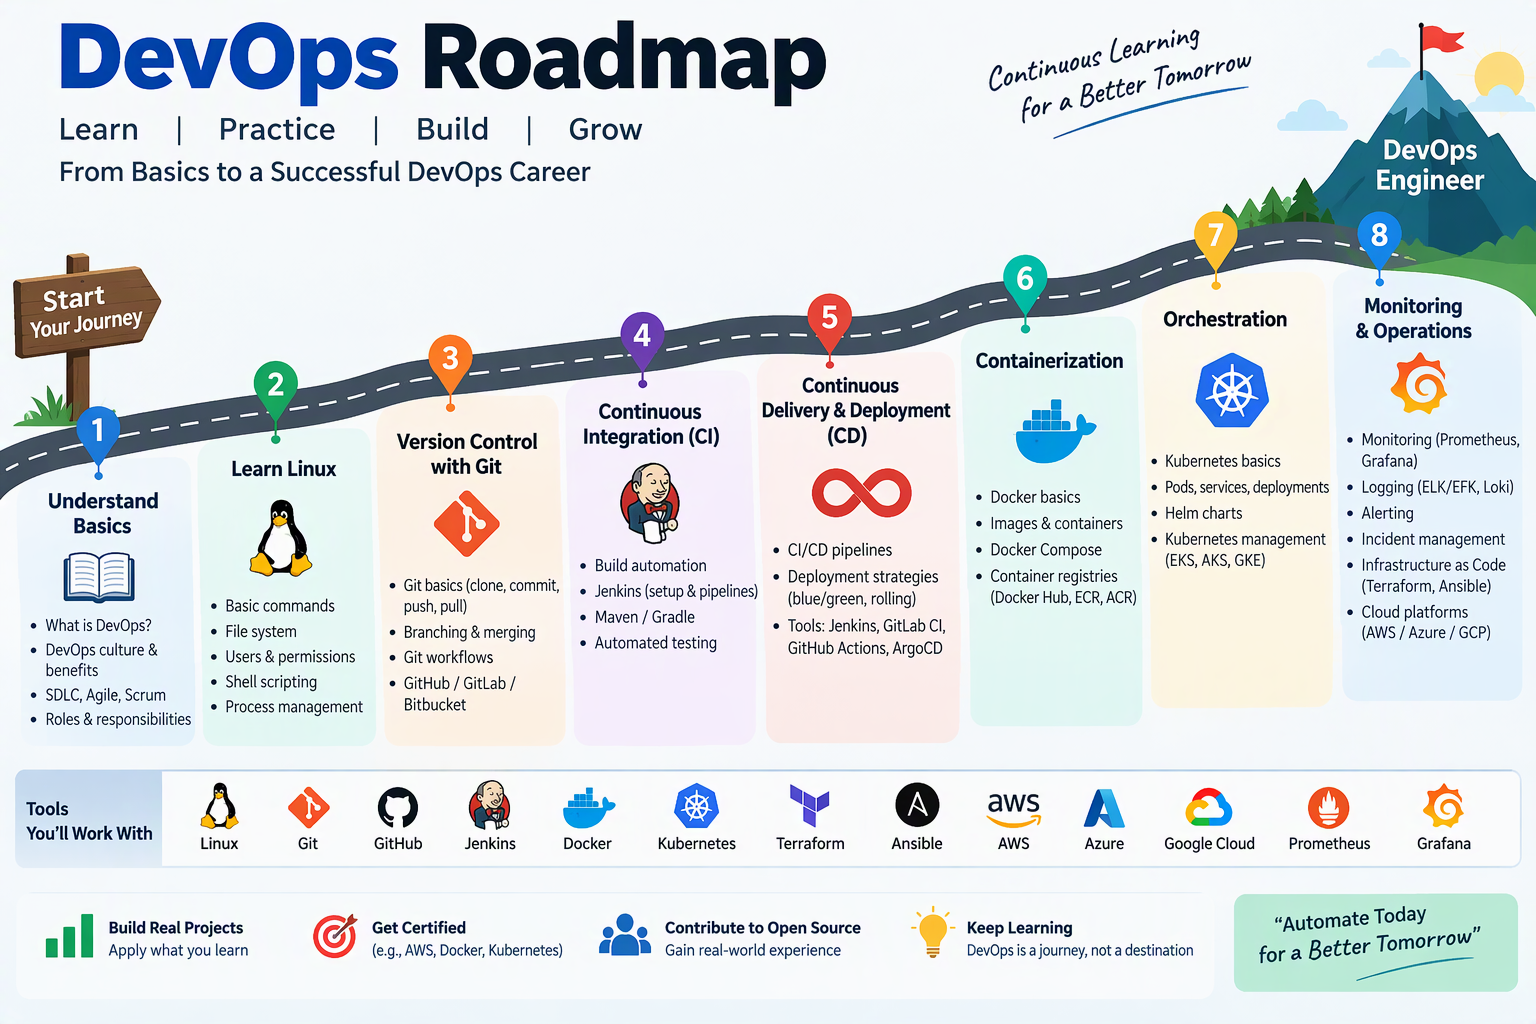 DevOps Roadmap
Learn | Practice | Build | Grow
From Basics to a Successful DevOps Career
Continuous Learning
for a Better Tomorrow
DevOps
Engineer
Start
Your Journey
1
Understand
Basics
• What is DevOps?
• DevOps culture &
benefits
• SDLC, Agile, Scrum
• Roles & responsibilities
2
Learn Linux
• Basic commands
• File system
• Users & permissions
• Shell scripting
• Process management
3
Version Control
with Git
• Git basics (clone, commit,
push, pull)
• Branching & merging
• Git workflows
• GitHub / GitLab /
Bitbucket
4
Continuous
Integration (CI)
• Build automation
• Jenkins (setup & pipelines)
• Maven / Gradle
• Automated testing
5
Continuous
Delivery & Deployment
(CD)
• CI/CD pipelines
• Deployment strategies
(blue/green, rolling)
• Tools: Jenkins, GitLab CI,
GitHub Actions, ArgoCD
6
Containerization
• Docker basics
• Images & containers
• Docker Compose
• Container registries
(Docker Hub, ECR, ACR)
7
Orchestration
• Kubernetes basics
• Pods, services, deployments
• Helm charts
• Kubernetes management
(EKS, AKS, GKE)
8
Monitoring
& Operations
• Monitoring (Prometheus,
Grafana)
• Logging (ELK/EFK, Loki)
• Alerting
• Incident management
• Infrastructure as Code
(Terraform, Ansible)
• Cloud platforms
(AWS / Azure / GCP)
Tools
You'll Work With
Linux
Git
GitHub
Jenkins
Docker
Kubernetes
Terraform
A
Ansible
aws
AWS
Azure
Google Cloud
Prometheus
Grafana
Build Real Projects
Apply what you learn
Get Certified
(e.g., AWS, Docker, Kubernetes)
Contribute to Open Source
Gain real-world experience
Keep Learning
DevOps is a journey, not a destination
“Automate Today
for a Better Tomorrow”